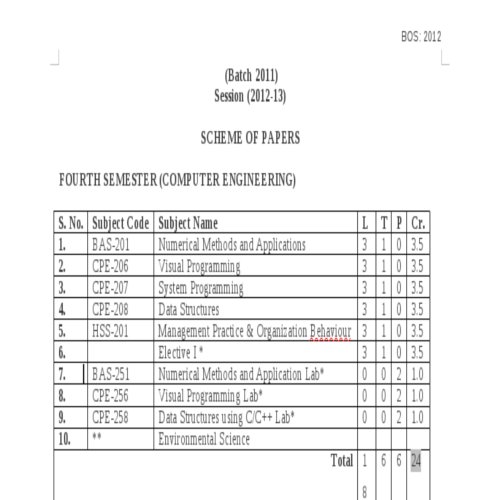 BOS: 2012
(Batch 2011)
Session (2012-13)
SCHEME OF PAPERS
FOURTH SEMESTER (COMPUTER ENGINEERING)
S. No. Subject Code Subject Name L T P Cr.
1. BAS-201 Numerical Methods and Applications 3 1 0 3.5
2. CPE-206 Visual Programming 3 1 0 3.5
3. CPE-207 System Programming 3 1 0 3.5
4. CPE-208 Data Structures 3 1 0 3.5
5. HSS-201 Management Practice & Organization Behaviour 3 1 0 3.5
6. Elective I * 3 1 0 3.5
7. BAS-251 Numerical Methods and Application Lab* 0 0 2 1.0
8. CPE-256 Visual Programming Lab* 0 0 2 1.0
9. CPE-258 Data Structures using C/C++ Lab* 0 0 2 1.0
10. ** Environmental Science
Total 1 6 6 24
8